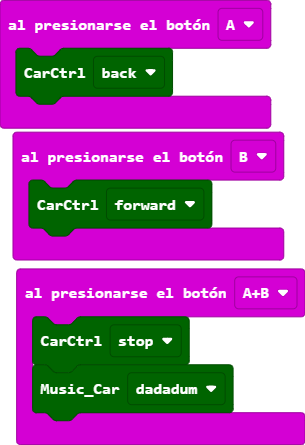 al presionarse el botón A
CarCtrl back
al presionarse el botón B
CarCtrl forward
al presionarse el botón A+B
CarCtrl stop
Music_Car dadadum